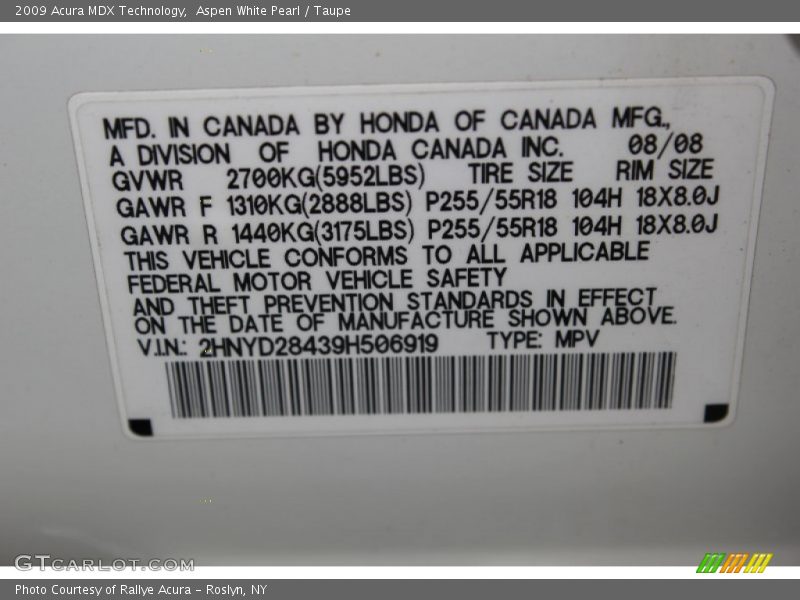 2009 Acura MDX Technology, Aspen White Pearl / Taupe
MFD. IN CANADA BY HONDA OF CANADA MFG.,
A DIVISION OF HONDA CANADA INC. 08/08
GVWR 2700KG(5952LBS) TIRE SIZE RIM SIZE
GAWR F 1310KG(2888LBS) P255/55R18 104H 18X8.0J
GAWR R 1440KG(3175LBS) P255/55R18 104H 18X8.0J
THIS VEHICLE CONFORMS TO ALL APPLICABLE
FEDERAL MOTOR VEHICLE SAFETY
AND THEFT PREVENTION STANDARDS IN EFFECT
ON THE DATE OF MANUFACTURE SHOWN ABOVE.
V.I.N.: 2HNYD28439H506919 TYPE: MPV
GTCARLOT.COM
Photo Courtesy of Rallye Acura - Roslyn, NY